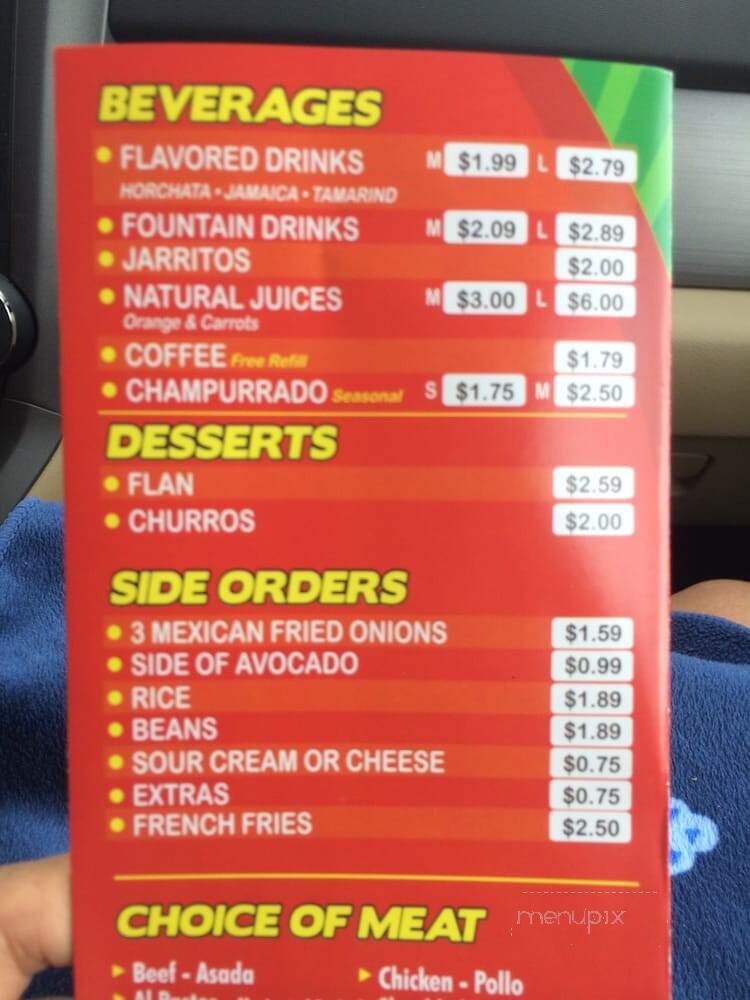 BEVERAGES
• FLAVORED DRINKS M $1.99 L $2.79
HORCHATA • JAMAICA • TAMARIND
• FOUNTAIN DRINKS M $2.09 L $2.89
• JARRITOS $2.00
• NATURAL JUICES M $3.00 L $6.00
Orange & Carrots
• COFFEE Free Refill $1.79
• CHAMPURRADO Seasonal S $1.75 M $2.50
DESSERTS
• FLAN $2.59
• CHURROS $2.00
SIDE ORDERS
• 3 MEXICAN FRIED ONIONS $1.59
• SIDE OF AVOCADO $0.99
• RICE $1.89
• BEANS $1.89
• SOUR CREAM OR CHEESE $0.75
• EXTRAS $0.75
• FRENCH FRIES $2.50
CHOICE OF MEAT
menupix
▸ Beef - Asada ▸ Chicken - Pollo